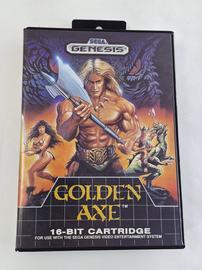 SEGA
GENESIS
GOLDEN
AXE
16-BIT CARTRIDGE
FOR USE WITH THE SEGA GENESIS VIDEO ENTERTAINMENT SYSTEM